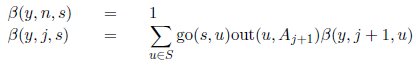 β(y, n, s) = 1
β(y, j, s) = ∑_{u∈S} go(s, u)out(u, A_{j+1})β(y, j + 1, u)